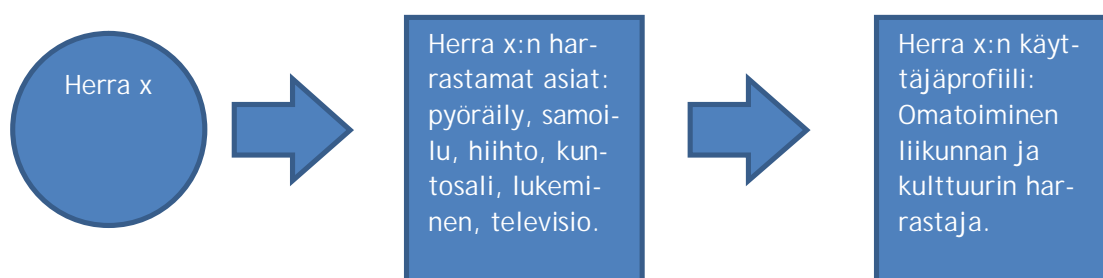 Herra x
Herra x:n har-
rastamat asiat:
pyöräily, samoi-
lu, hiihto, kun-
tosali, lukemi-
nen, televisio.
Herra x:n käyt-
täjäprofiili:
Omatoiminen
liikunnan ja
kulttuurin har-
rastaja.